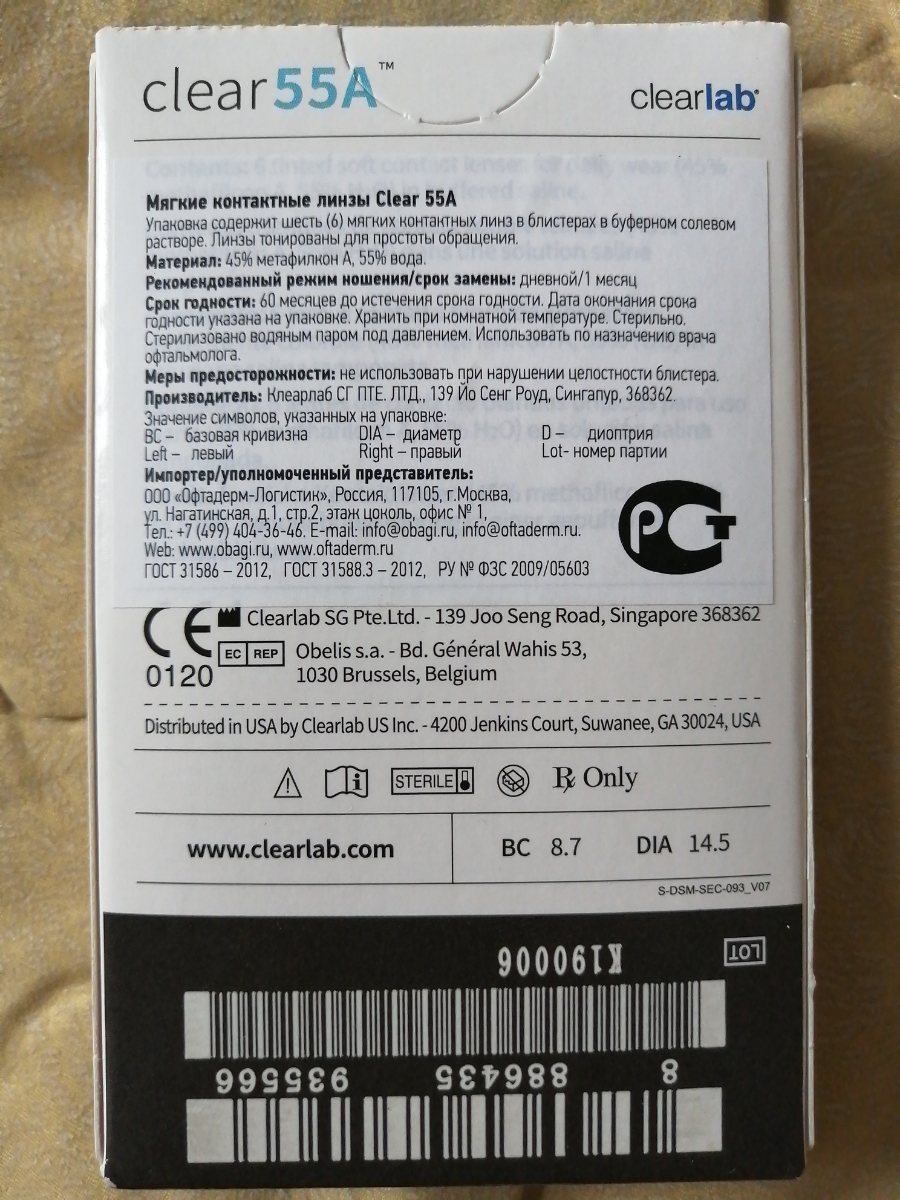 clear55A™
clearlab
Contents: 6 tinted soft contact lenses for daily wear (45%
Мягкие контактные линзы Clear 55A
Упаковка содержит шесть (6) мягких контактных линз в блистерах в буферном солевом
растворе. Линзы тонированы для простоты обращения.
Материал: 45% метафилкон А, 55% вода.
Рекомендованный режим ношения/срок замены: дневной/1 месяц
Срок годности: 60 месяцев до истечения срока годности. Дата окончания срока
годности указана на упаковке. Хранить при комнатной температуре. Стерильно.
Стерилизовано водяным паром под давлением. Использовать по назначению врача
офтальмолога.
Меры предосторожности: не использовать при нарушении целостности блистера.
Производитель: Клеарлаб СГ ПТЕ. ЛТД., 139 Йо Сенг Роуд, Сингапур, 368362.
Значение символов, указанных на упаковке:
BC – базовая кривизна DIA – диаметр D – диоптрия
Left – левый Right – правый Lot- номер партии
Импортер/уполномоченный представитель:
ООО «Офтадерм-Логистик», Россия, 117105, г.Москва,
ул. Нагатинская, д.1, стр.2, этаж цоколь, офис № 1,
Тел.: +7 (499) 404-36-46. E-mail: info@obagi.ru, info@oftaderm.ru.
Web: www.obagi.ru, www.oftaderm.ru
ГОСТ 31586 – 2012, ГОСТ 31588.3 – 2012, РУ № ФЗС 2009/05603
РСТ
CE Clearlab SG Pte.Ltd. - 139 Joo Seng Road, Singapore 368362
EC REP Obelis s.a. - Bd. Général Wahis 53,
0120 1030 Brussels, Belgium
Distributed in USA by Clearlab US Inc. - 4200 Jenkins Court, Suwanee, GA 30024, USA
STERILE Rx Only
www.clearlab.com BC 8.7 DIA 14.5
S-DSM-SEC-093_V07
LOT
K190006
8 886435 935566